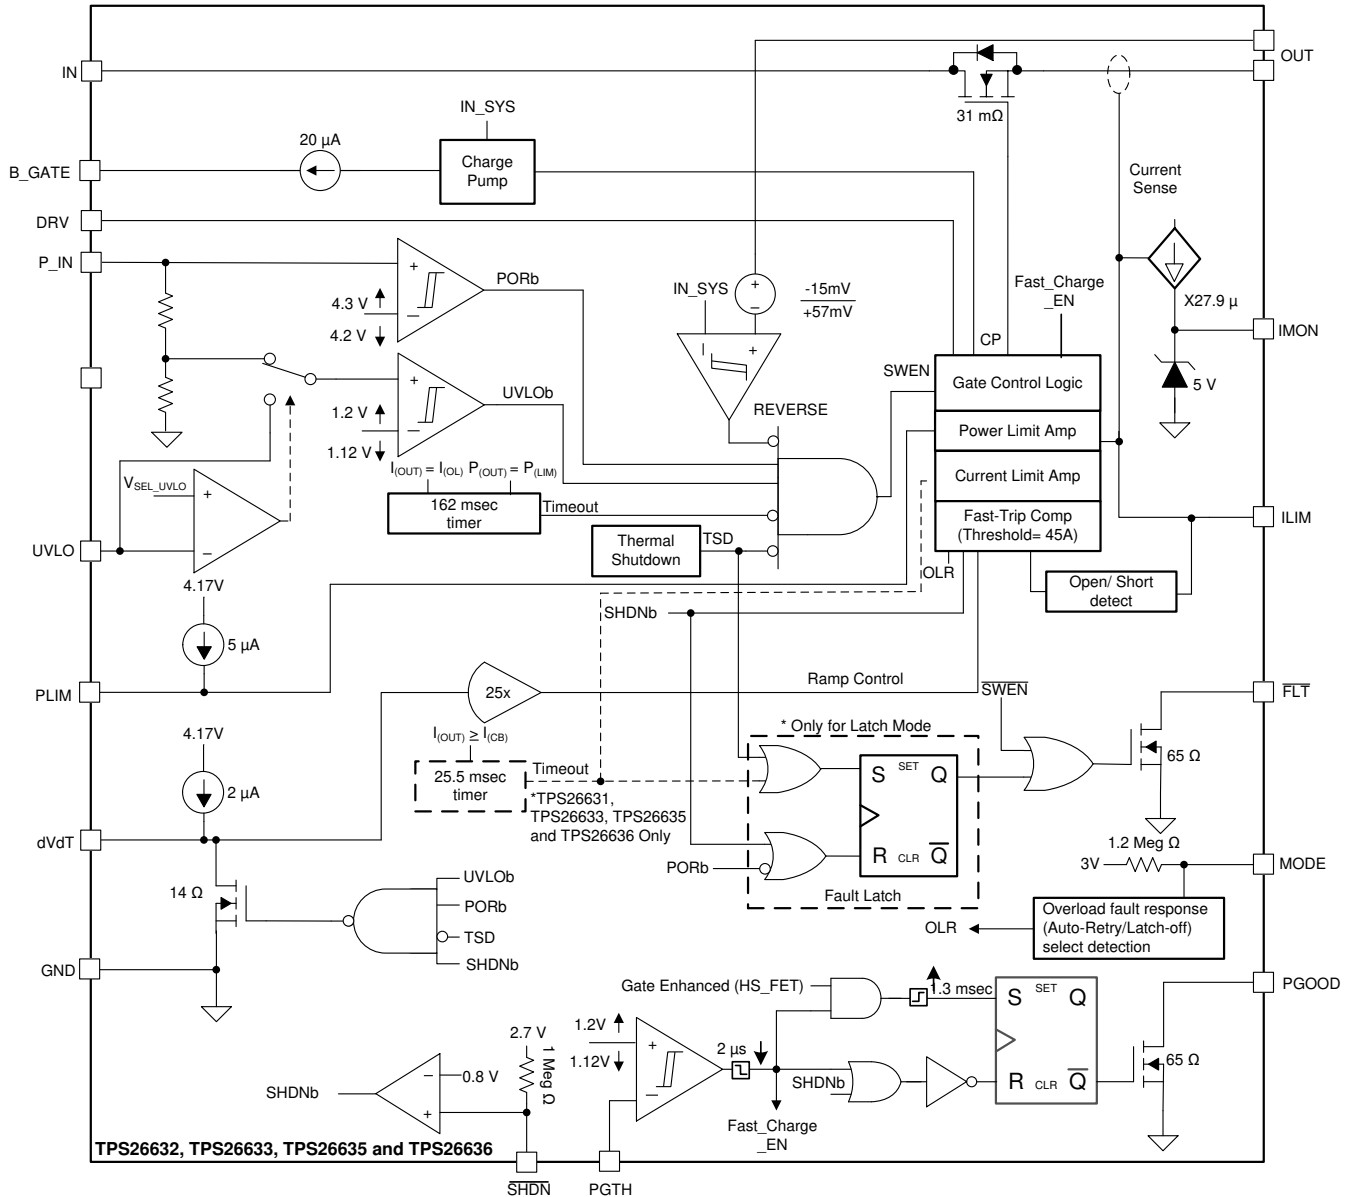 IN
OUT
31 mΩ
IN_SYS
20 µA
Charge
Pump
B_GATE
Current
Sense
DRV
P_IN
PORb
4.3 V
4.2 V
IN_SYS
+
−
-15mV
+57mV
Fast_Charge
_EN
X27.9 µ
IMON
CP
SWEN
Gate Control Logic
5 V
UVLOb
1.2 V
1.12 V
REVERSE
Power Limit Amp
Current Limit Amp
Fast-Trip Comp
(Threshold= 45A)
I(OUT) = I(OL) P(OUT) = P(LIM)
162 msec
timer
Timeout
VSEL_UVLO
ILIM
UVLO
Thermal
Shutdown
TSD
OLR
Open/ Short
detect
4.17V
SHDNb
5 µA
PLIM
25x
Ramp Control
SWEN
FLT
* Only for Latch Mode
4.17V
I(OUT) ≥ I(CB)
25.5 msec
timer
Timeout
*TPS26631,
TPS26633, TPS26635
and TPS26636 Only
S SET Q
R CLR Q
65 Ω
2 µA
dVdT
PORb
Fault Latch
1.2 Meg Ω
3V
MODE
14 Ω
UVLOb
PORb
TSD
SHDNb
Overload fault response
(Auto-Retry/Latch-off)
select detection
OLR
GND
Gate Enhanced (HS_FET)
1.3 msec
S SET Q
R CLR Q
PGOOD
65 Ω
1.2V
1.12V
2 µs
SHDNb
Fast_Charge
_EN
2.7 V
1 Meg Ω
0.8 V
SHDNb
TPS26632, TPS26633, TPS26635 and TPS26636
SHDN
PGTH